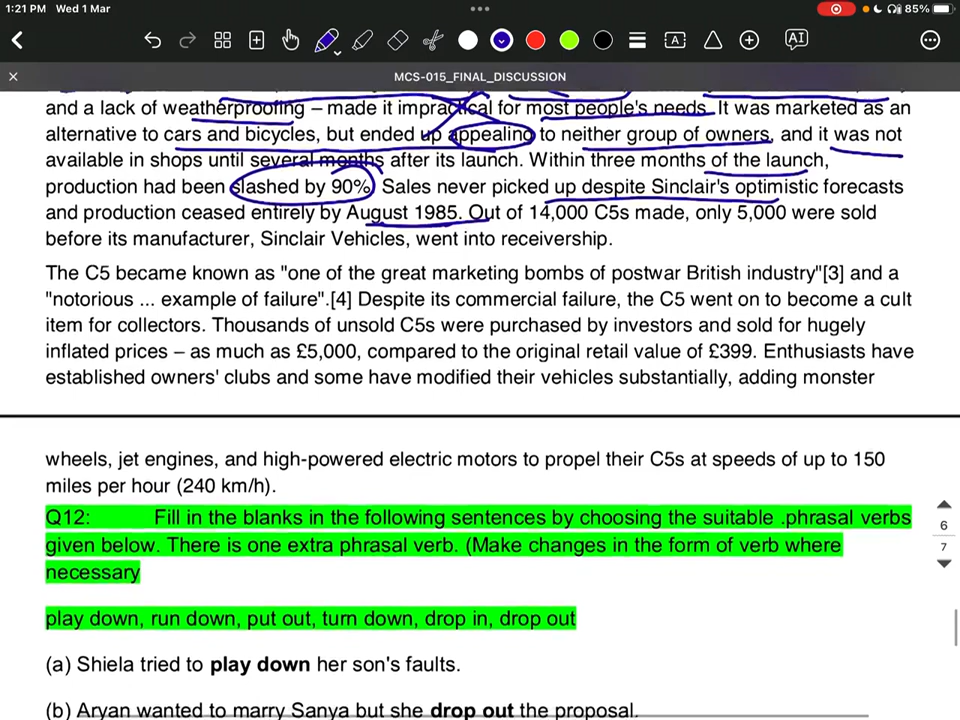 1:21 PM Wed 1 Mar
85%
AI
A
MCS-015_FINAL_DISCUSSION
and a lack of weatherproofing – made it impractical for most people's needs. It was marketed as an
alternative to cars and bicycles, but ended up appealing to neither group of owners, and it was not
available in shops until several months after its launch. Within three months of the launch,
production had been slashed by 90%. Sales never picked up despite Sinclair's optimistic forecasts
and production ceased entirely by August 1985. Out of 14,000 C5s made, only 5,000 were sold
before its manufacturer, Sinclair Vehicles, went into receivership.
The C5 became known as "one of the great marketing bombs of postwar British industry"[3] and a
"notorious ... example of failure".[4] Despite its commercial failure, the C5 went on to become a cult
item for collectors. Thousands of unsold C5s were purchased by investors and sold for hugely
inflated prices – as much as £5,000, compared to the original retail value of £399. Enthusiasts have
established owners' clubs and some have modified their vehicles substantially, adding monster
wheels, jet engines, and high-powered electric motors to propel their C5s at speeds of up to 150
miles per hour (240 km/h).
Q12: Fill in the blanks in the following sentences by choosing the suitable .phrasal verbs
given below. There is one extra phrasal verb. (Make changes in the form of verb where
necessary
play down, run down, put out, turn down, drop in, drop out
(a) Shiela tried to play down her son's faults.
(b) Aryan wanted to marry Sanya but she drop out the proposal.
6
7